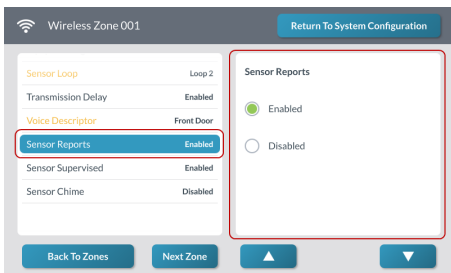 Wireless Zone 001
Return To System Configuration
Sensor Loop Loop 2
Transmission Delay Enabled
Voice Descriptor Front Door
Sensor Reports Enabled
Sensor Supervised Enabled
Sensor Chime Disabled
Sensor Reports
Enabled
Disabled
Back To Zones
Next Zone